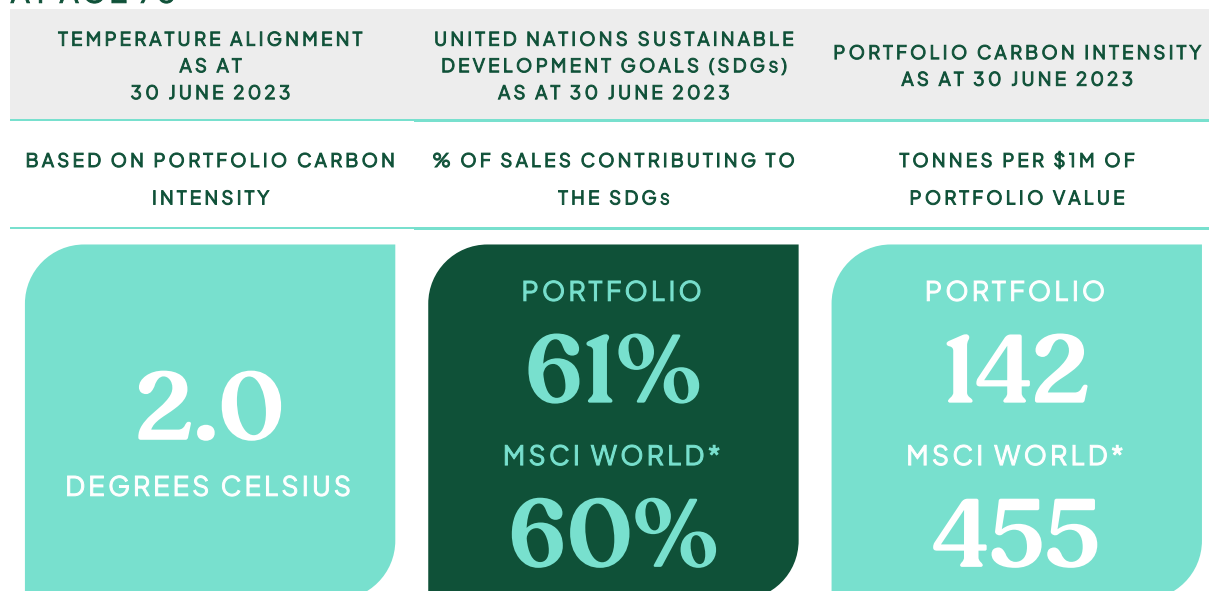 TEMPERATURE ALIGNMENT
AS AT
30 JUNE 2023
UNITED NATIONS SUSTAINABLE
DEVELOPMENT GOALS (SDGs)
AS AT 30 JUNE 2023
PORTFOLIO CARBON INTENSITY
AS AT 30 JUNE 2023
BASED ON PORTFOLIO CARBON
INTENSITY
% OF SALES CONTRIBUTING TO
THE SDGs
TONNES PER $1M OF
PORTFOLIO VALUE
2.0
DEGREES CELSIUS
PORTFOLIO
61%
MSCI WORLD*
60%
PORTFOLIO
142
MSCI WORLD*
455